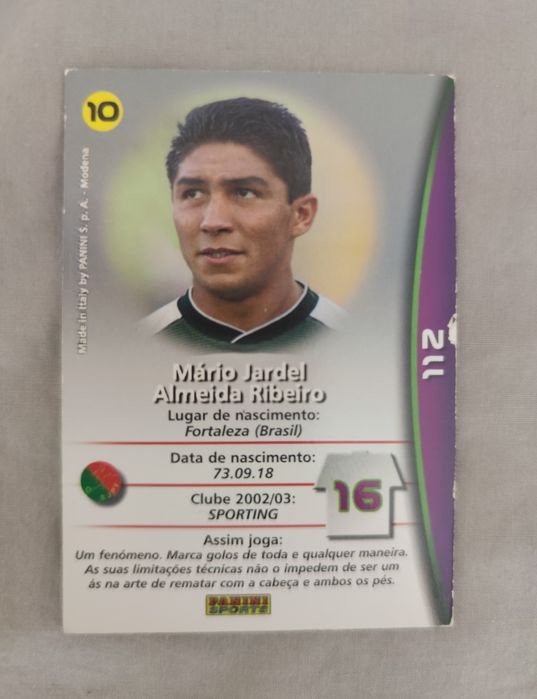 10
Made in Italy by PANINI S. p. A. - Modena
112
Mário Jardel
Almeida Ribeiro
Lugar de nascimento:
Fortaleza (Brasil)
Data de nascimento:
73.09.18
Clube 2002/03:
SPORTING
16
Assim joga:
Um fenómeno. Marca golos de toda e qualquer maneira.
As suas limitações técnicas não o impedem de ser um
ás na arte de rematar com a cabeça e ambos os pés.
PANINI
SPORTS